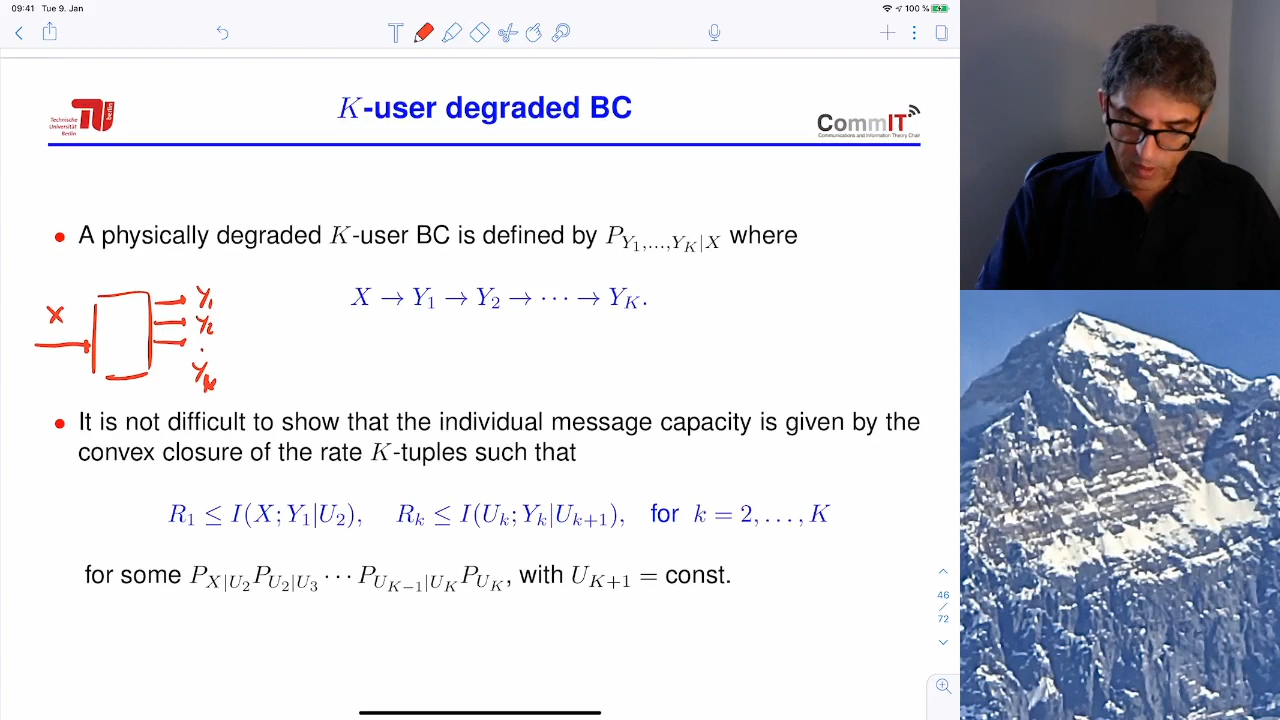 09:41 Tue 9. Jan
100 %
K-user degraded BC
Technische
Universität
Berlin
berlin
CommIT
Communications and Information Theory Chair
• A physically degraded K-user BC is defined by P_{Y_1,...,Y_K|X} where
X → Y_1 → Y_2 → ··· → Y_K.
X
Y_1
Y_2
.
Y_K
• It is not difficult to show that the individual message capacity is given by the
convex closure of the rate K-tuples such that
R_1 ≤ I(X; Y_1|U_2), R_k ≤ I(U_k; Y_k|U_{k+1}), for k = 2, . . . , K
for some P_{X|U_2}P_{U_2|U_3} ··· P_{U_{K-1}|U_K}P_{U_K}, with U_{K+1} = const.
46
/
72